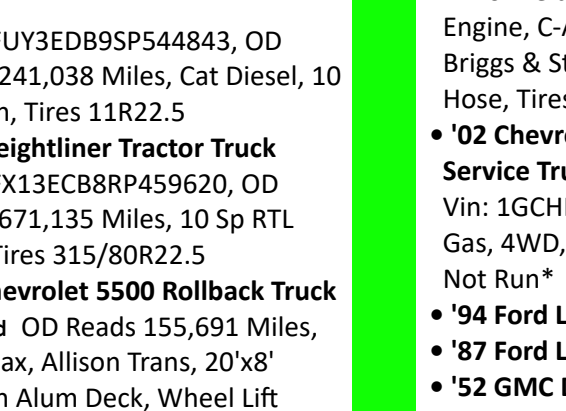 UY3EDB9SP544843, OD
241,038 Miles, Cat Diesel, 10
Tires 11R22.5
eightliner Tractor Truck
X13ECB8RP459620, OD
671,135 Miles, 10 Sp RTL
Tires 315/80R22.5
evrolet 5500 Rollback Truck
OD Reads 155,691 Miles,
ax, Allison Trans, 20'x8'
Alum Deck, Wheel Lift
Engine, C-
Briggs & St
Hose, Tires
• '02 Chevr
Service Tru
Vin: 1GCH
Gas, 4WD,
Not Run*
• '94 Ford L
• '87 Ford L
• '52 GMC